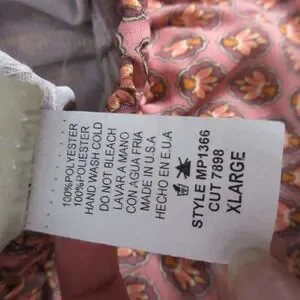 100%POLYESTER
100%POLIESTER
HAND WASH COLD
DO NOT BLEACH
LAVAR A MANO
CON AGUA FRIA
MADE IN U.S.A
HECHO EN E.U.A
STYLE MP1366
CUT 7898
XLARGE